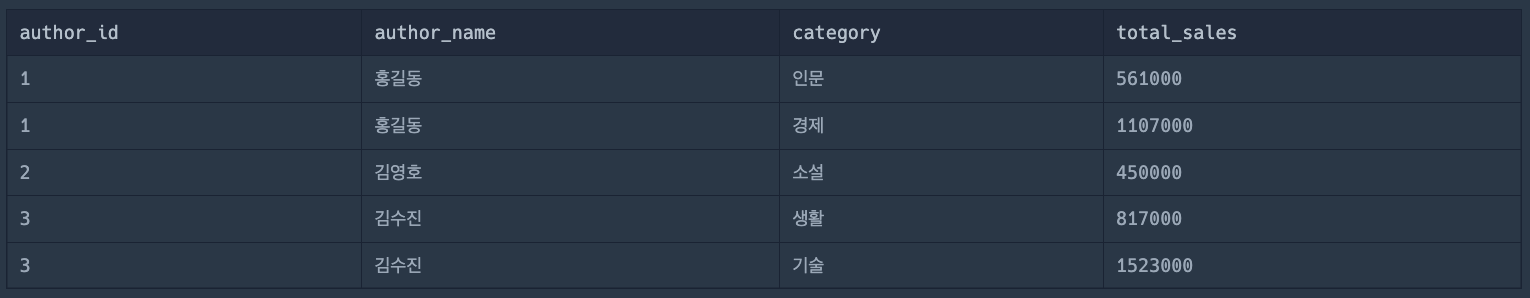 author_id author_name category total_sales
1 홍길동 인문 561000
1 홍길동 경제 1107000
2 김영호 소설 450000
3 김수진 생활 817000
3 김수진 기술 1523000